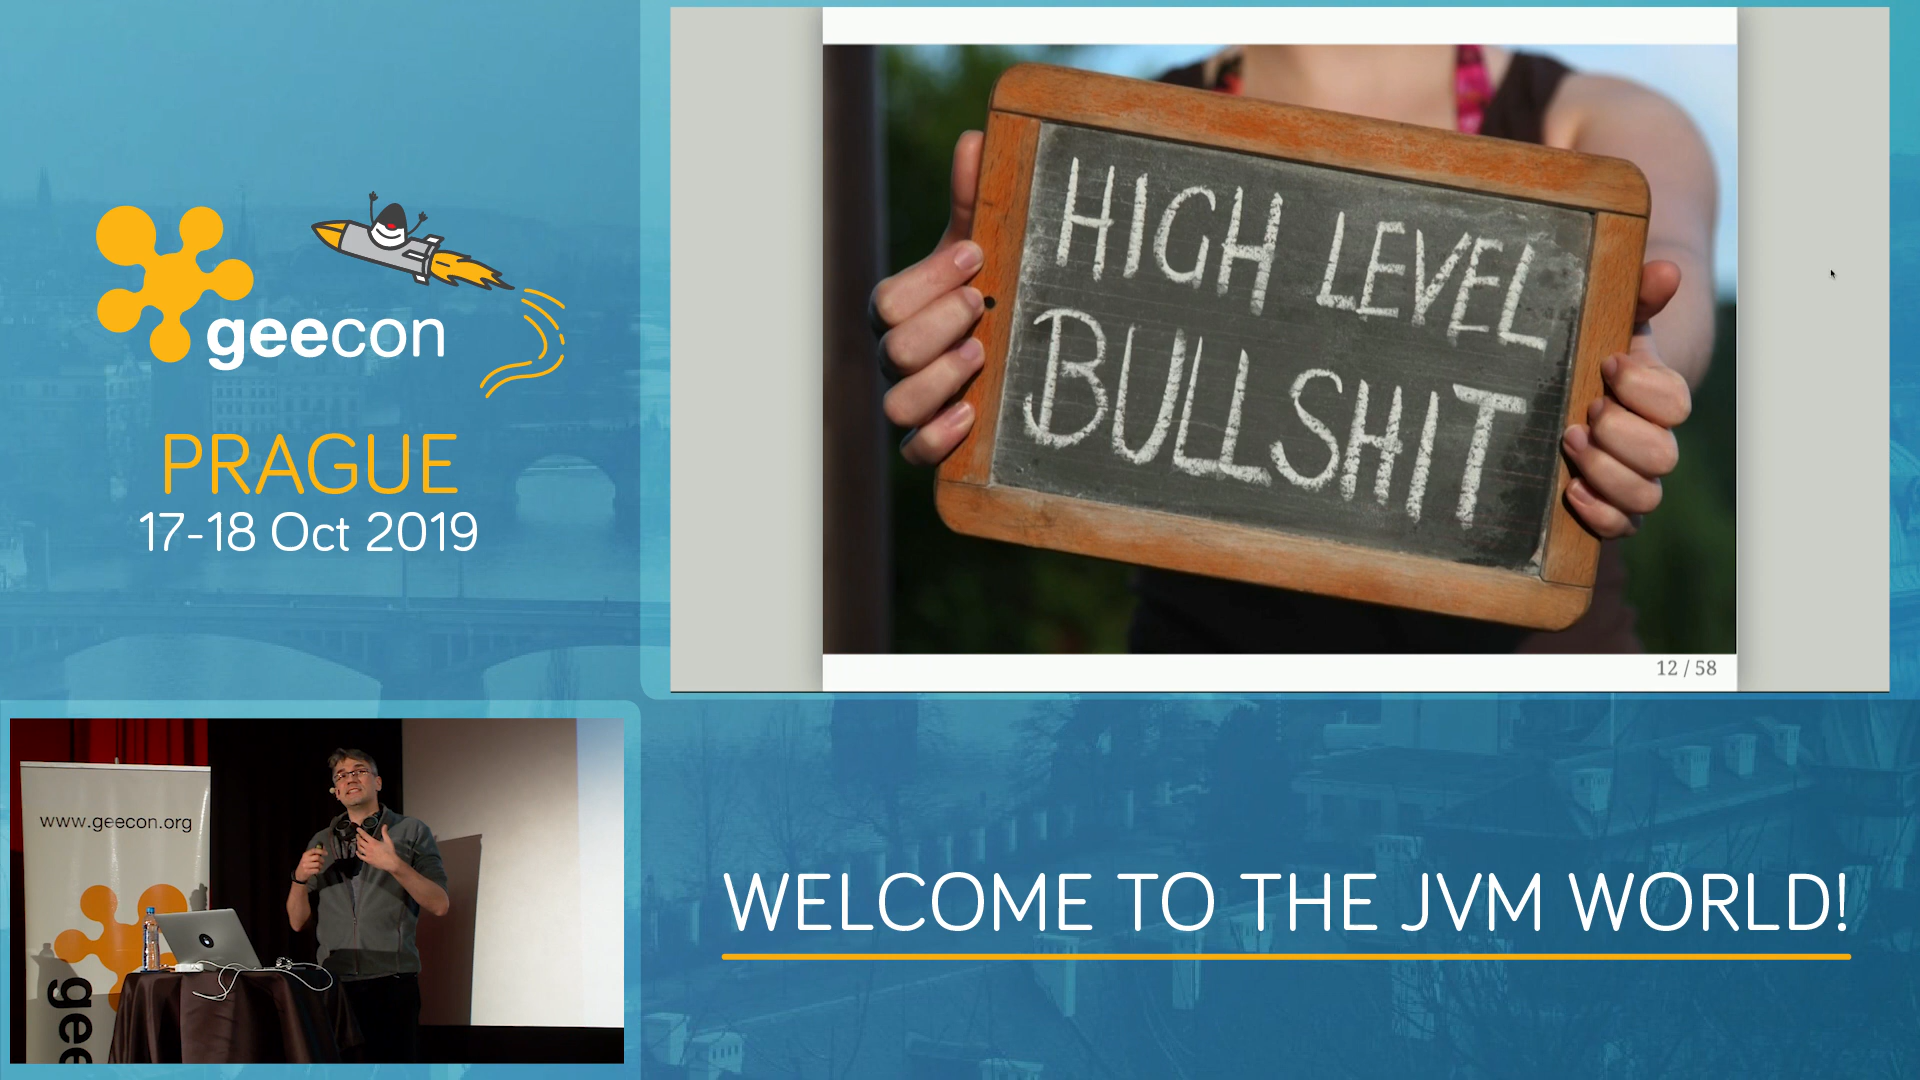 geecon
PRAGUE
17-18 Oct 2019
HIGH LEVEL
BULLSHIT
12 / 58
www.geecon.org
gee
WELCOME TO THE JVM WORLD!